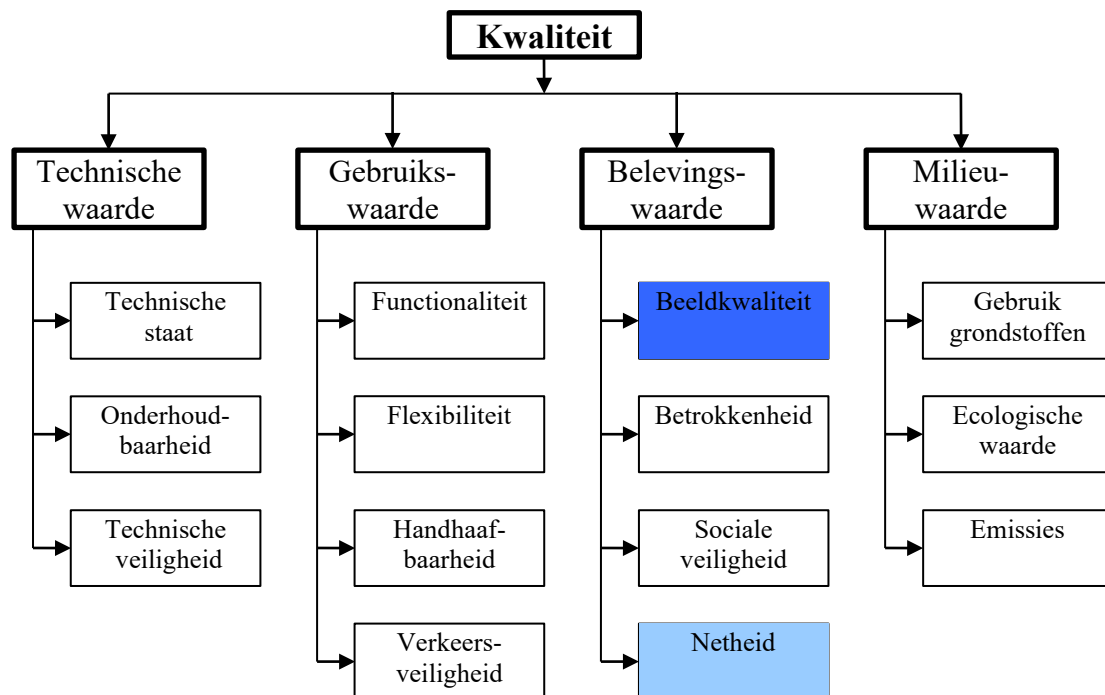 Kwaliteit
Technische
waarde
Gebruiks-
waarde
Belevings-
waarde
Milieu-
waarde
Technische
staat
Functionaliteit
Beeldkwaliteit
Gebruik
grondstoffen
Onderhoud-
baarheid
Flexibiliteit
Betrokkenheid
Ecologische
waarde
Technische
veiligheid
Handhaaf-
baarheid
Sociale
veiligheid
Emissies
Verkeers-
veiligheid
Netheid